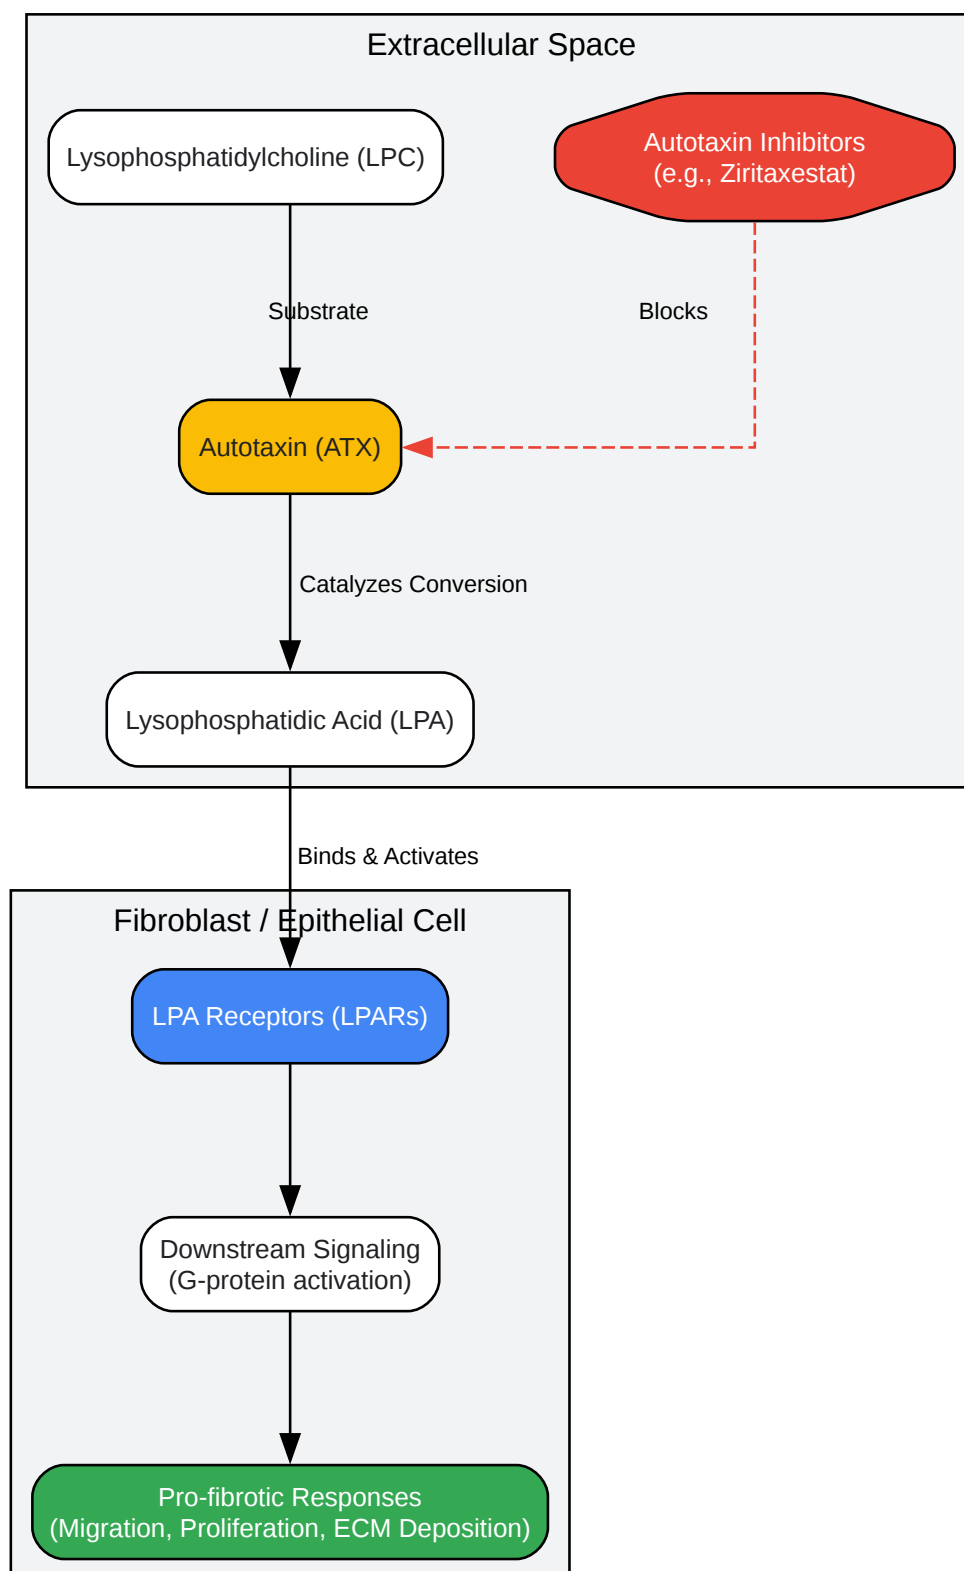 Extracellular Space
Lysophosphatidylcholine (LPC)
Autotaxin Inhibitors
(e.g., Ziritaxestat)
Substrate
Blocks
Autotaxin (ATX)
Catalyzes Conversion
Lysophosphatidic Acid (LPA)
Binds & Activates
Fibroblast / Epithelial Cell
LPA Receptors (LPARs)
Downstream Signaling
(G-protein activation)
Pro-fibrotic Responses
(Migration, Proliferation, ECM Deposition)